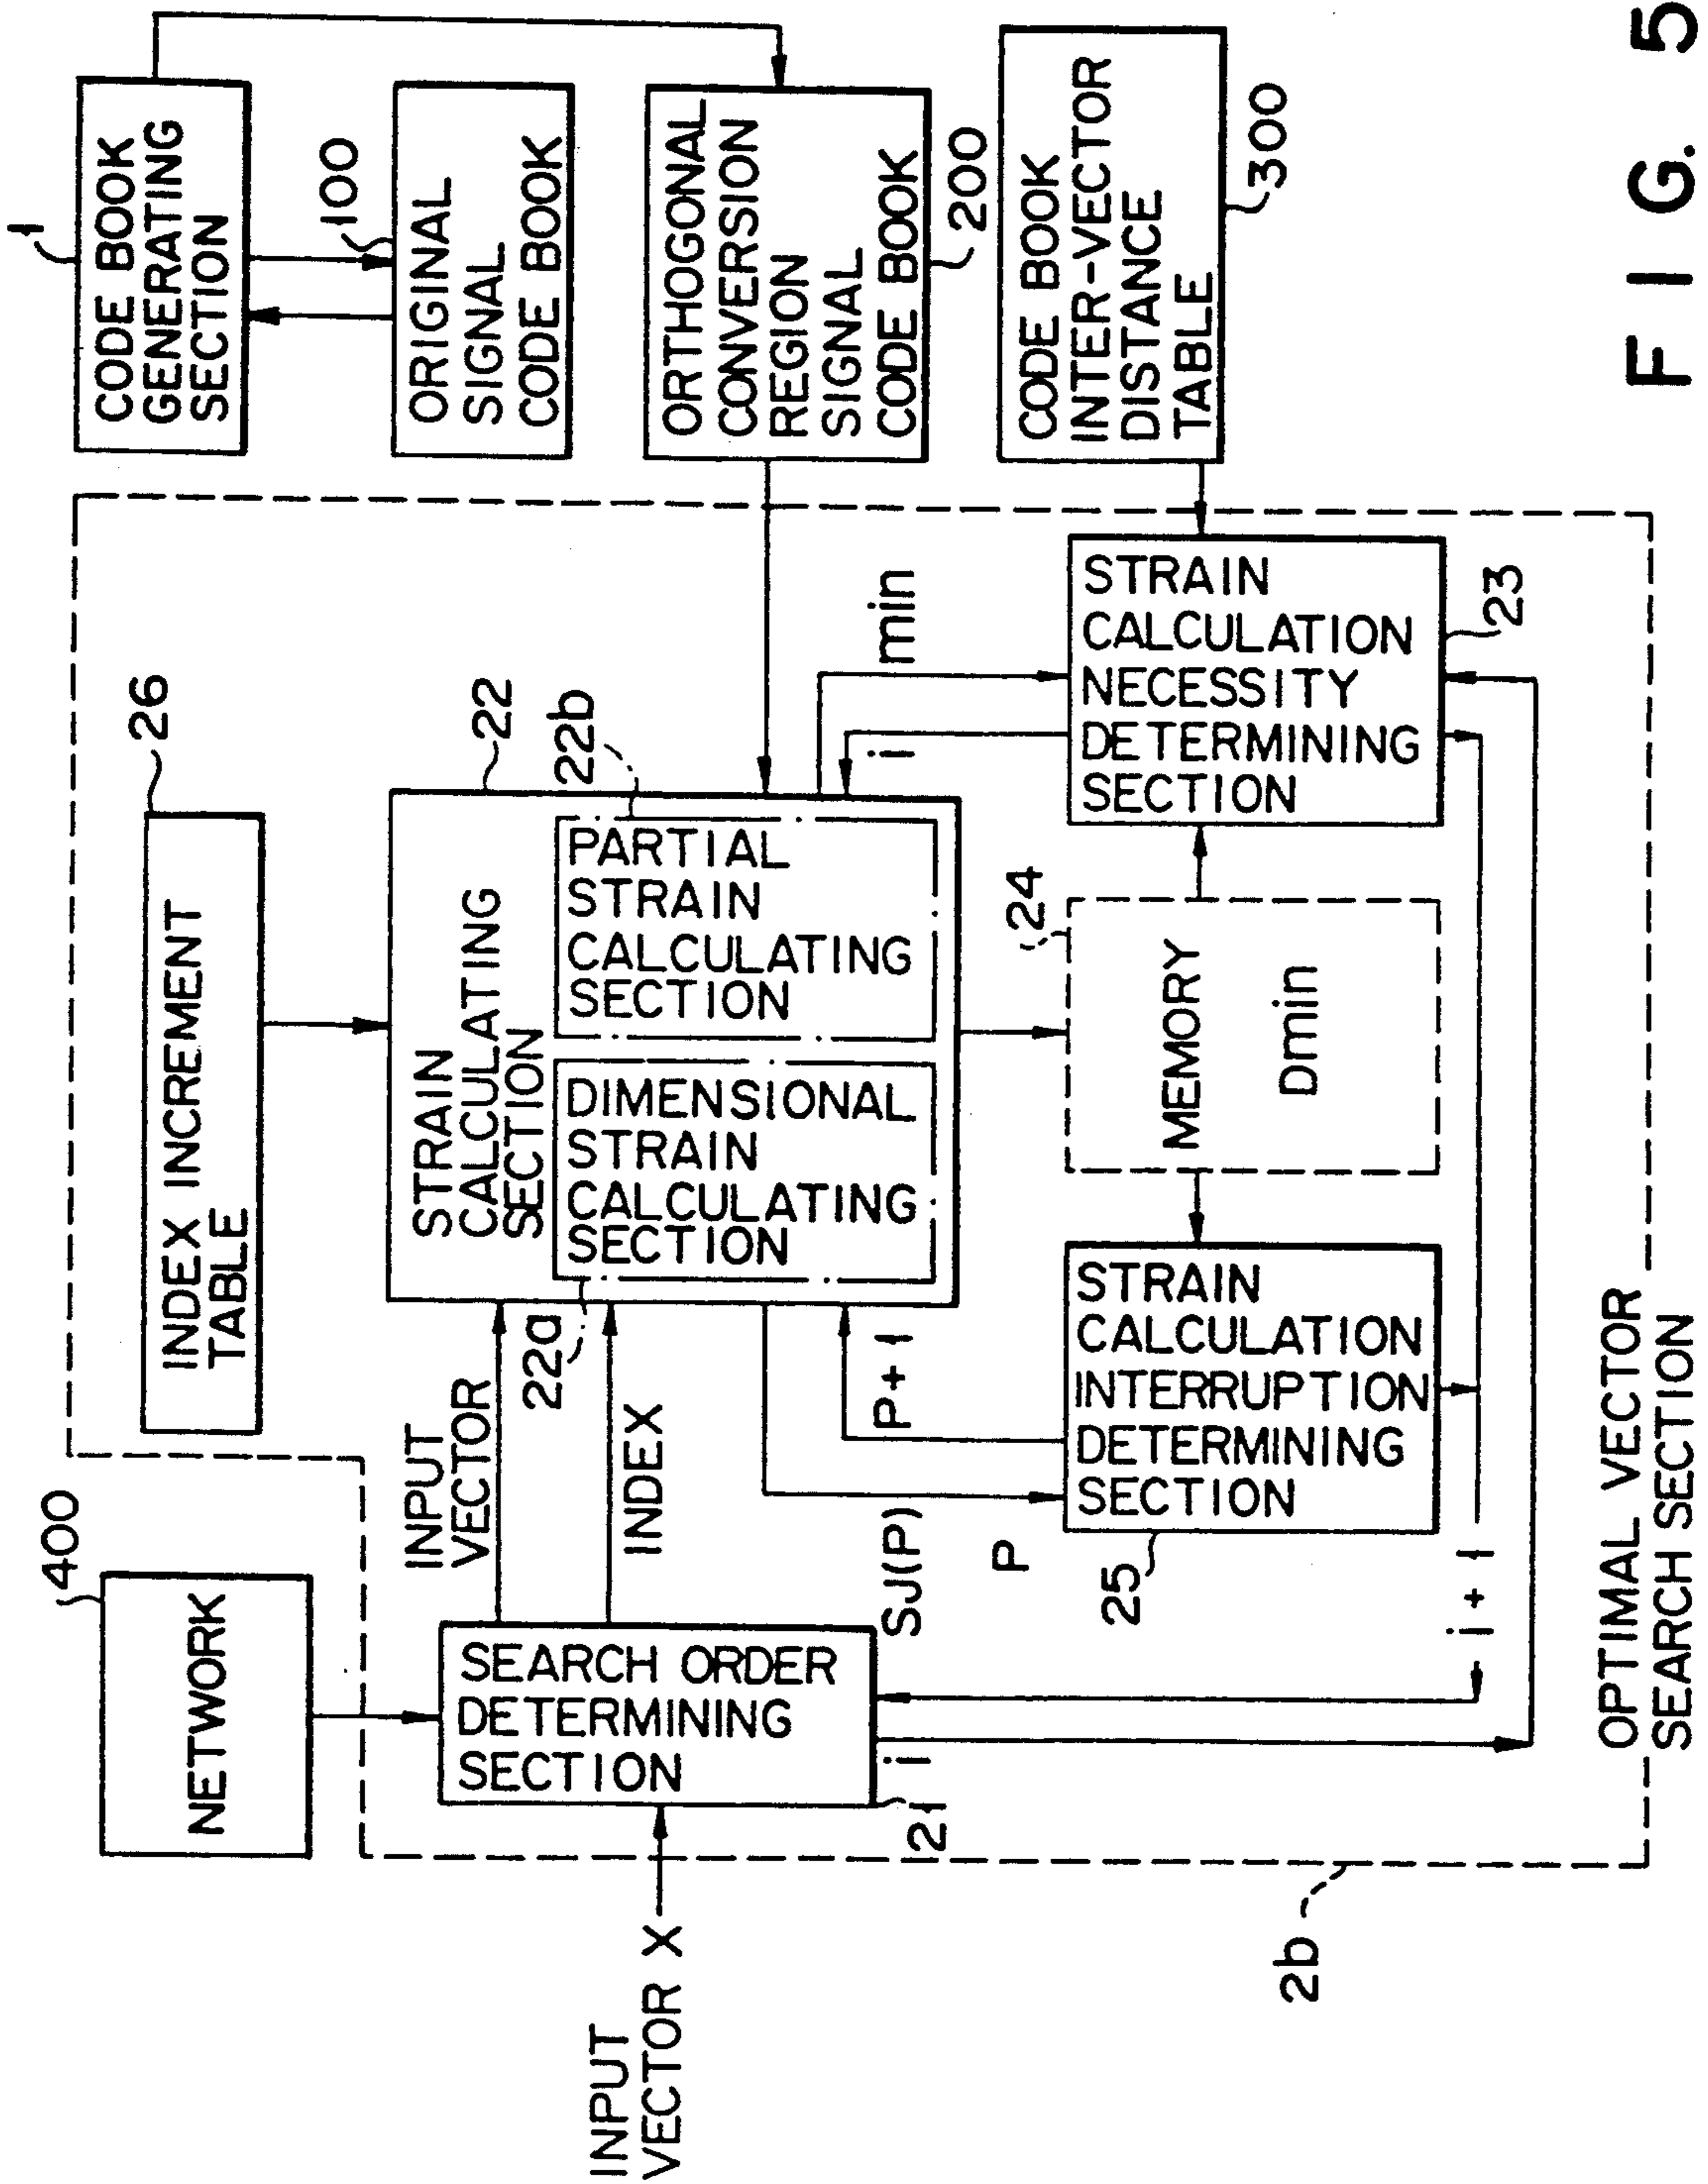 400
NETWORK
INPUT
VECTOR X
SEARCH ORDER
DETERMINING
SECTION
21
i
INPUT
VECTOR
INDEX
26
INDEX INCREMENT
TABLE
STRAIN
CALCULATING
SECTION
22
22a
DIMENSIONAL
STRAIN
CALCULATING
SECTION
22b
PARTIAL
STRAIN
CALCULATING
SECTION
SJ(P)
P
P+1
i
min
25
STRAIN
CALCULATION
INTERRUPTION
DETERMINING
SECTION
24
MEMORY
Dmin
STRAIN
CALCULATION
NECESSITY
DETERMINING
SECTION
23
i+1
2b
OPTIMAL VECTOR
SEARCH SECTION
1
CODE BOOK
GENERATING
SECTION
100
ORIGINAL
SIGNAL
CODE BOOK
ORTHOGONAL
CONVERSION
REGION
SIGNAL
CODE BOOK
200
CODE BOOK
INTER-VECTOR
DISTANCE
TABLE
300
FIG. 5